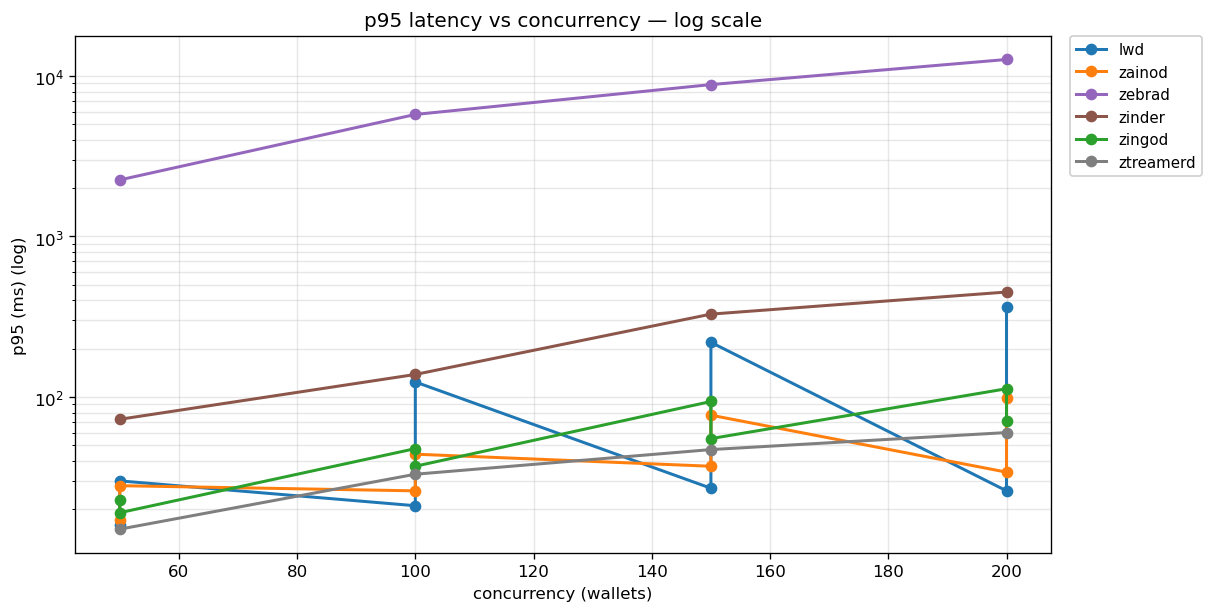 p95 latency vs concurrency — log scale
p95 (ms) (log)
10⁴
10³
10²
60 80 100 120 140 160 180 200
concurrency (wallets)
lwd
zainod
zebrad
zinder
zingod
ztreamerd